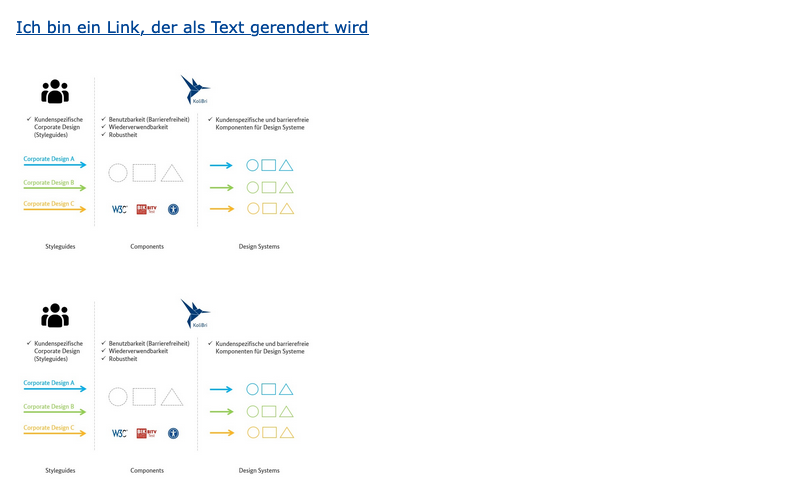 Ich bin ein Link, der als Text gerendert wird
KoliBri
✓ Kundenspezifische
Corporate Design
(Styleguides)
✓ Benutzbarkeit (Barrierefreiheit)
✓ Wiederverwendbarkeit
✓ Robustheit
✓ Kundenspezifische und barrierefreie
Komponenten für Design Systeme
Corporate Design A
Corporate Design B
Corporate Design C
W3C
BITV
Styleguides
Components
Design Systems
KoliBri
✓ Kundenspezifische
Corporate Design
(Styleguides)
✓ Benutzbarkeit (Barrierefreiheit)
✓ Wiederverwendbarkeit
✓ Robustheit
✓ Kundenspezifische und barrierefreie
Komponenten für Design Systeme
Corporate Design A
Corporate Design B
Corporate Design C
W3C
BITV
Styleguides
Components
Design Systems